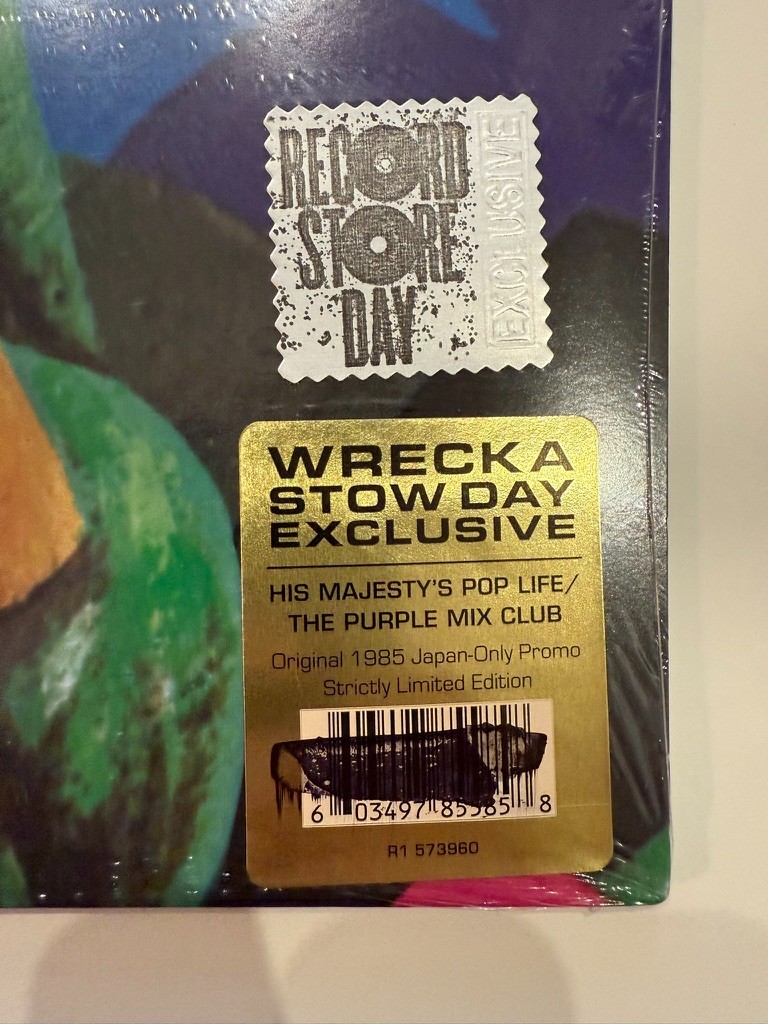 RECORD
STORE
DAY
EXCLUSIVE
WRECKA
STOW DAY
EXCLUSIVE
HIS MAJESTY'S POP LIFE/
THE PURPLE MIX CLUB
Original 1985 Japan-Only Promo
Strictly Limited Edition
6 03497 85585 8
R1 573960